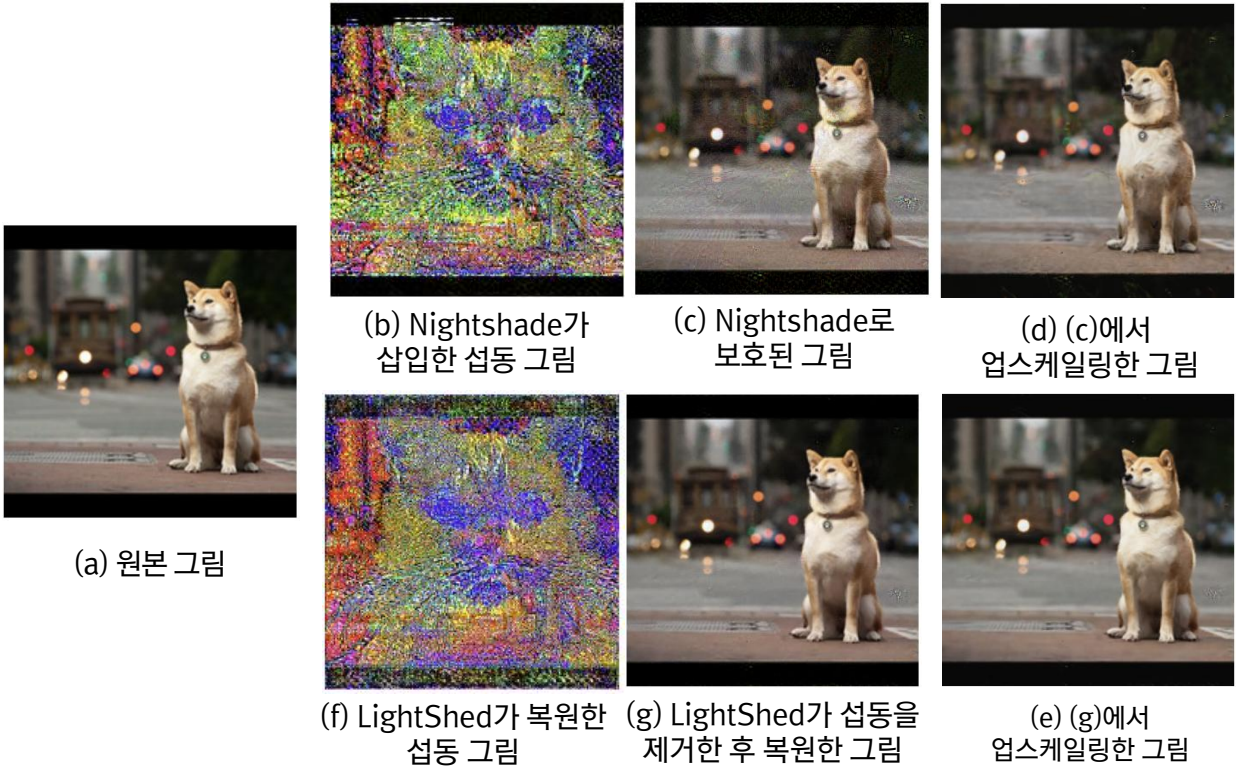 (a) 원본 그림
(b) Nightshade가
삽입한 섭동 그림
(c) Nightshade로
보호된 그림
(d) (c)에서
업스케일링한 그림
(f) LightShed가 복원한
섭동 그림
(g) LightShed가 섭동을
제거한 후 복원한 그림
(e) (g)에서
업스케일링한 그림